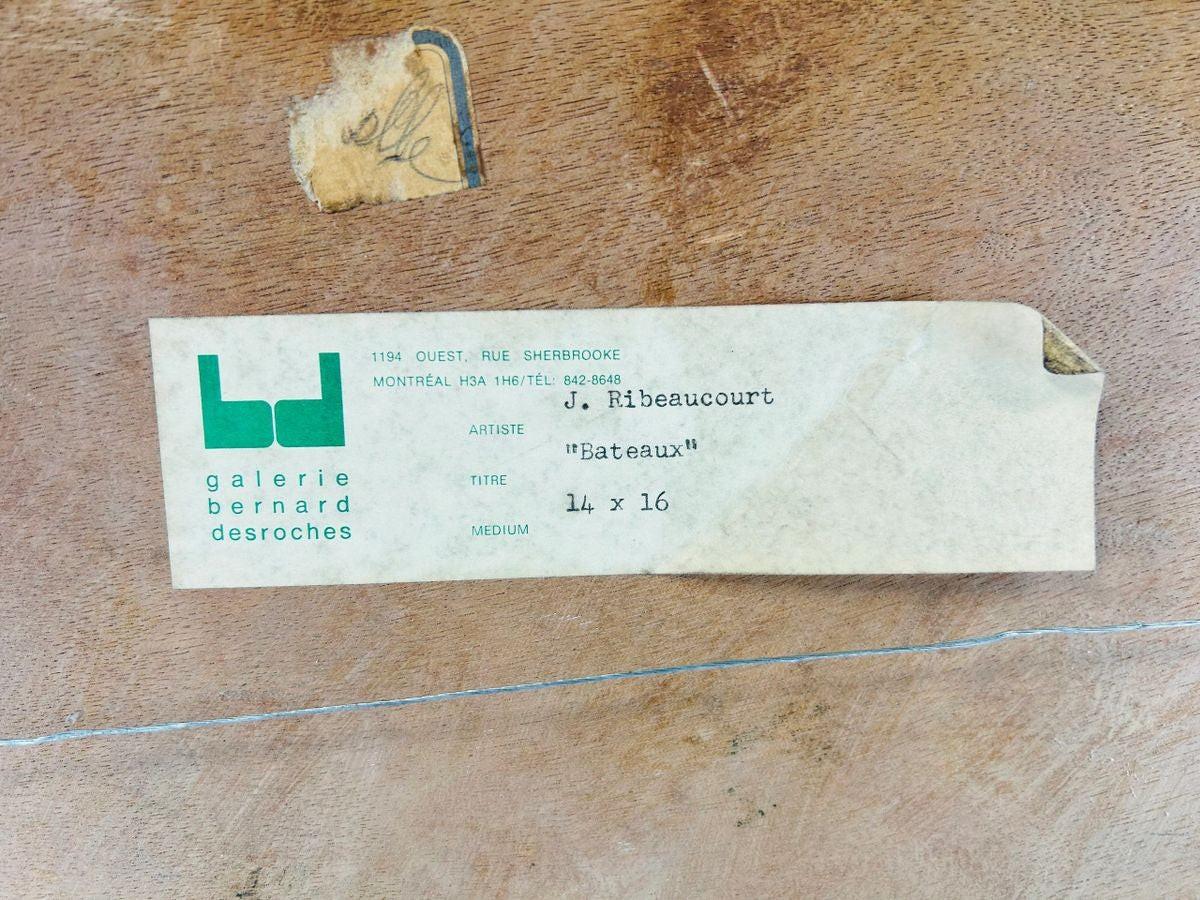 1194 OUEST, RUE SHERBROOKE
MONTRÉAL H3A 1H6/TÉL: 842-8648
J. Ribeaucourt
ARTISTE
"Bateaux"
TITRE
14 x 16
MEDIUM
bd
galerie
bernard
desroches